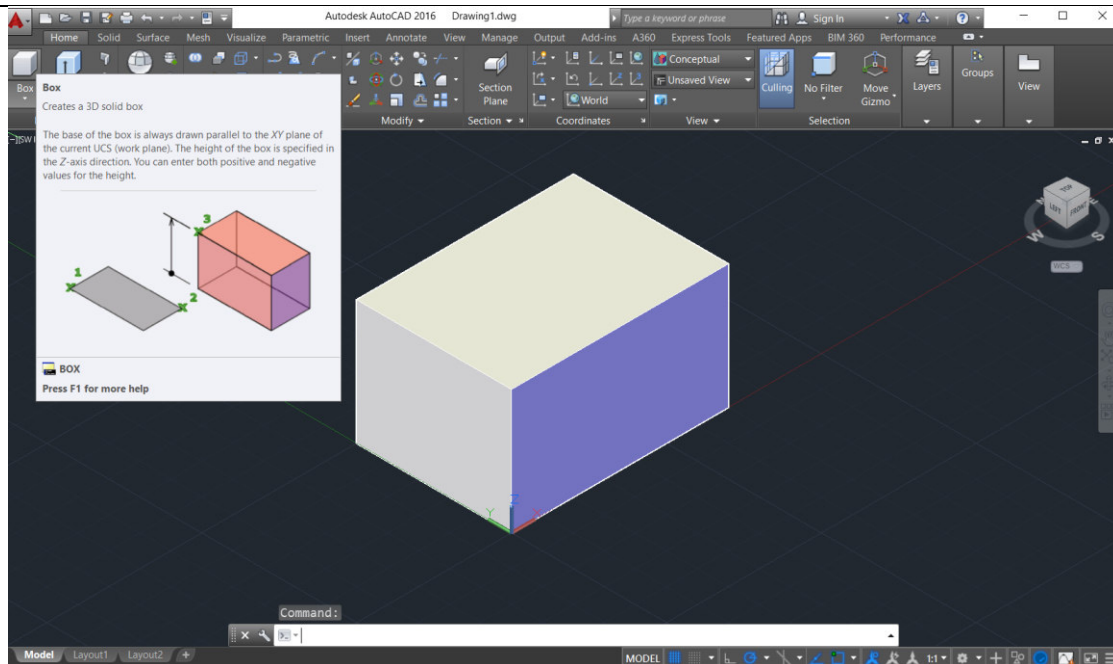 Autodesk AutoCAD 2016 Drawing1.dwg
Type a keyword or phrase
Sign In
Home Solid Surface Mesh Visualize Parametric Insert Annotate View Manage Output Add-ins A360 Express Tools Featured Apps BIM 360 Performance
Box
Section
Plane
Conceptual
Unsaved View
World
Culling
No Filter
Move
Gizmo
Layers
Groups
View
Modify
Section
Coordinates
View
Selection
Box
Creates a 3D solid box
The base of the box is always drawn parallel to the XY plane of
the current UCS (work plane). The height of the box is specified in
the Z-axis direction. You can enter both positive and negative
values for the height.
1
2
3
BOX
Press F1 for more help
TOP
LEFT
FRONT
W
S
WCS
Z
Y
X
Command:
Model Layout1 Layout2 +
MODEL
1:1